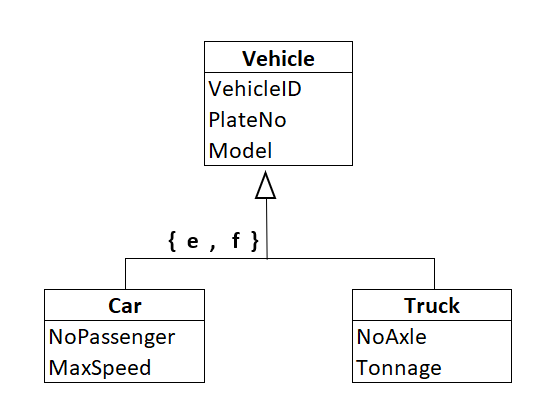 Vehicle
VehicleID
PlateNo
Model
{ e , f }
Car
NoPassenger
MaxSpeed
Truck
NoAxle
Tonnage